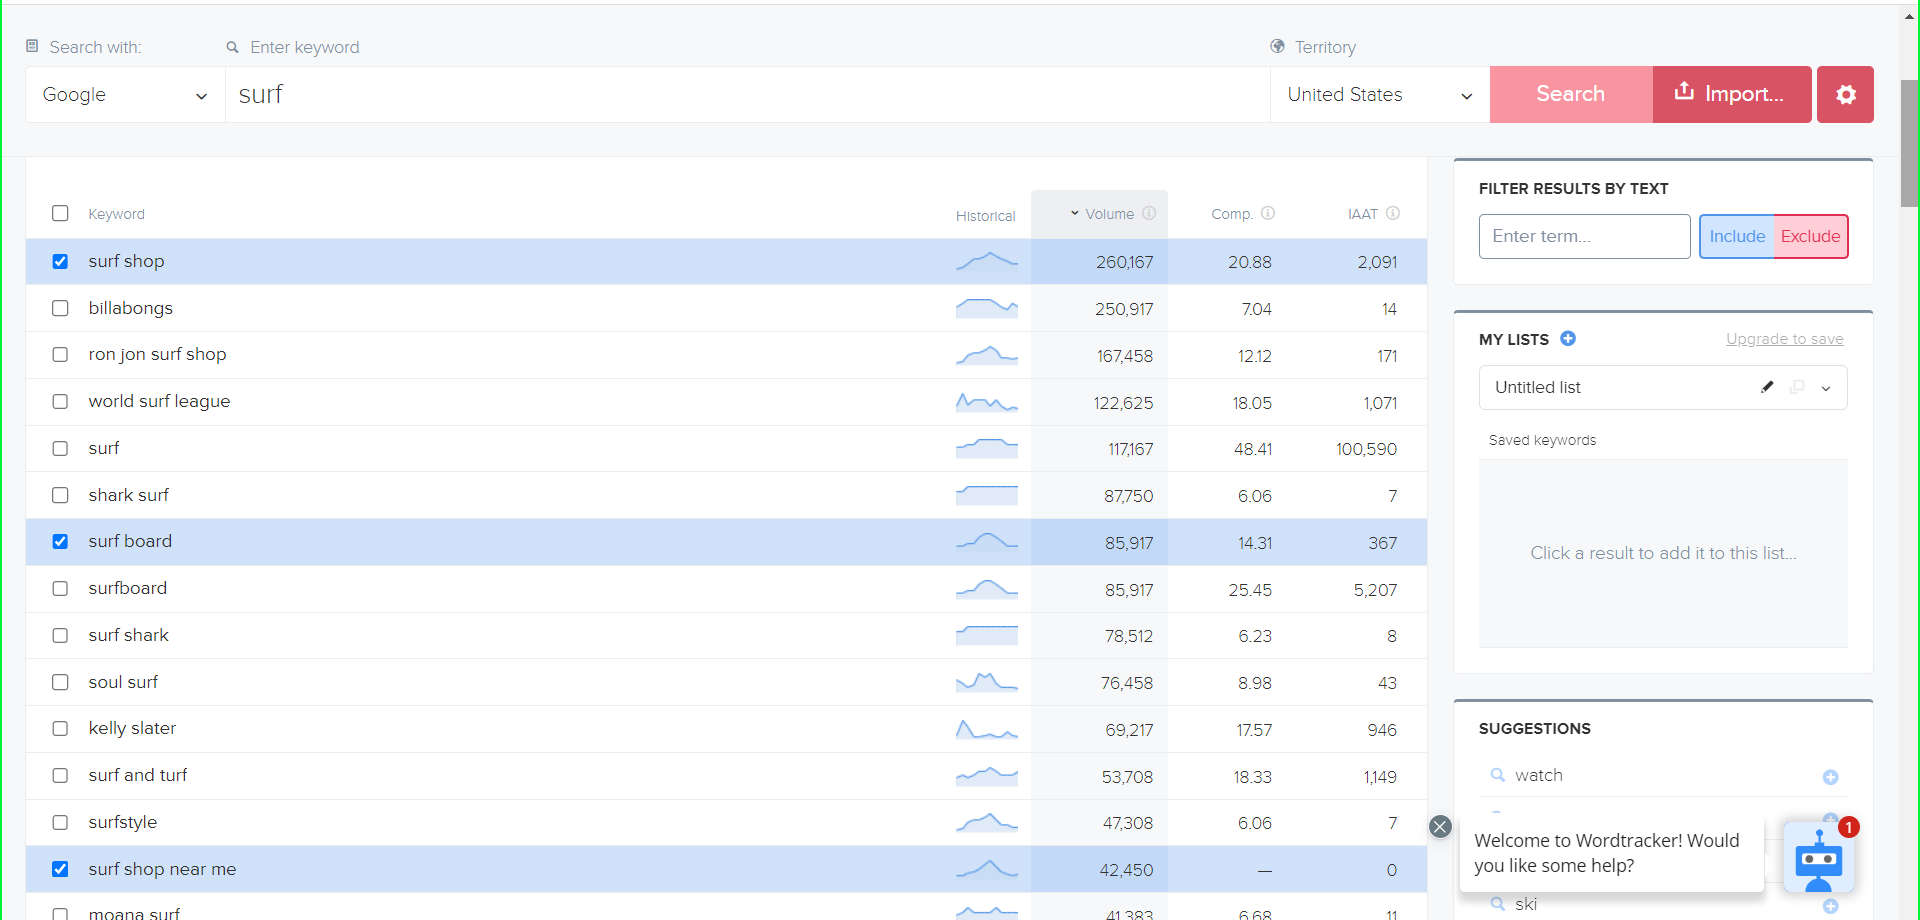 Search with:
Enter keyword
Territory
Google
surf
United States
Search
Import...
Keyword
Historical
Volume
Comp.
IAAT
surf shop 260,167 20.88 2,091
billabongs 250,917 7.04 14
ron jon surf shop 167,458 12.12 171
world surf league 122,625 18.05 1,071
surf 117,167 48.41 100,590
shark surf 87,750 6.06 7
surf board 85,917 14.31 367
surfboard 85,917 25.45 5,207
surf shark 78,512 6.23 8
soul surf 76,458 8.98 43
kelly slater 69,217 17.57 946
surf and turf 53,708 18.33 1,149
surfstyle 47,308 6.06 7
surf shop near me 42,450 — 0
moana surf 41,383 6.68 11
FILTER RESULTS BY TEXT
Enter term...
Include
Exclude
MY LISTS
Upgrade to save
Untitled list
Saved keywords
Click a result to add it to this list...
SUGGESTIONS
watch
Welcome to Wordtracker! Would
you like some help?
1
ski